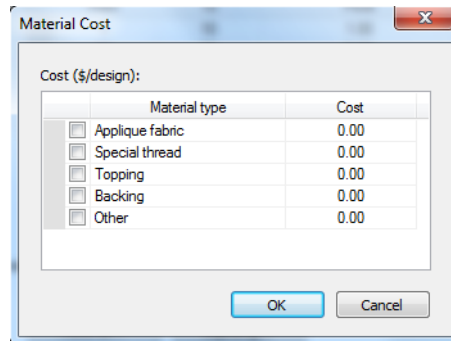 Material Cost
Cost ($/design):
Material type Cost
Applique fabric 0.00
Special thread 0.00
Topping 0.00
Backing 0.00
Other 0.00
OK Cancel